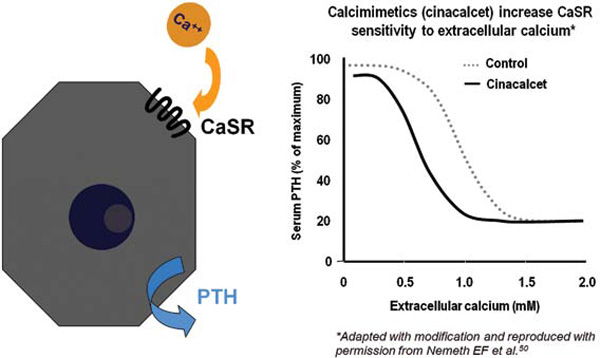 Ca++
CaSR
PTH
Calcimimetics (cinacalcet) increase CaSR
sensitivity to extracellular calcium*
Control
Cinacalcet
Serum PTH (% of maximum)
100
80
60
40
20
0
0
0.5
1.0
1.5
2.0
Extracellular calcium (mM)
*Adapted with modification and reproduced with
permission from Nemeth EF et al.50